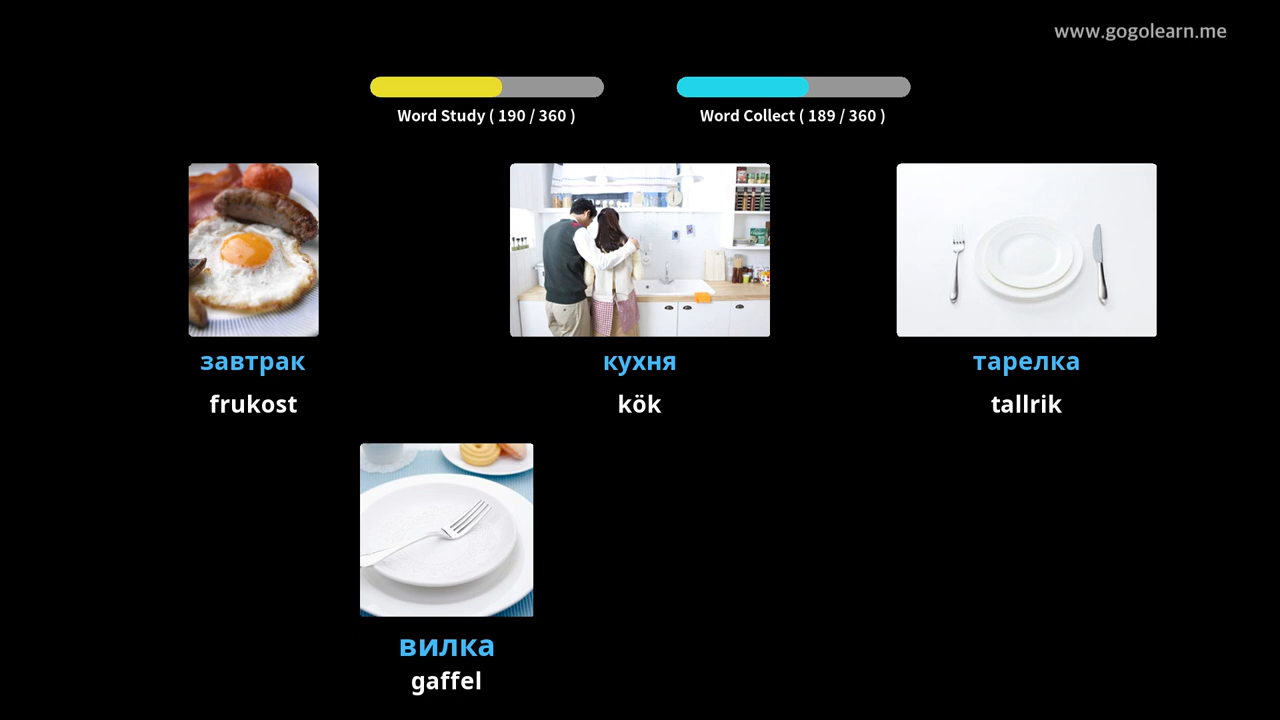 www.gogolearn.me
Word Study ( 190 / 360 )
Word Collect ( 189 / 360 )
завтрак
frukost
кухня
kök
тарелка
tallrik
вилка
gaffel